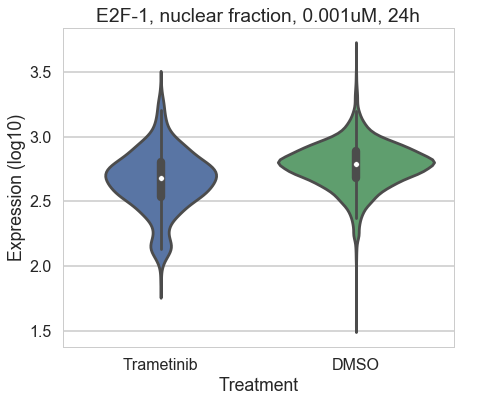 E2F-1, nuclear fraction, 0.001uM, 24h
Expression (log10)
3.5
3.0
2.5
2.0
1.5
Trametinib DMSO
Treatment